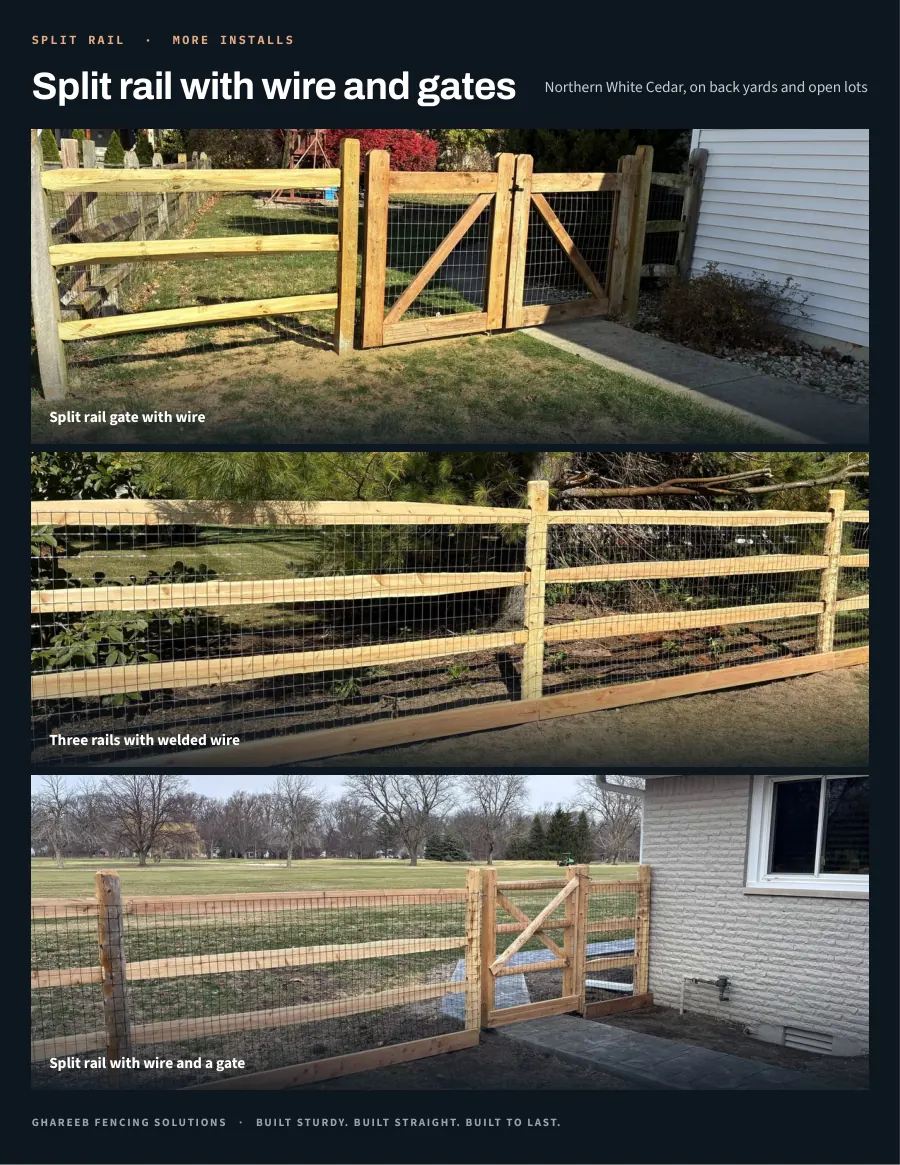 SPLIT RAIL · MORE INSTALLS
Split rail with wire and gates
Northern White Cedar, on back yards and open lots
Split rail gate with wire
Three rails with welded wire
Split rail with wire and a gate
GHAREEB FENCING SOLUTIONS · BUILT STURDY. BUILT STRAIGHT. BUILT TO LAST.